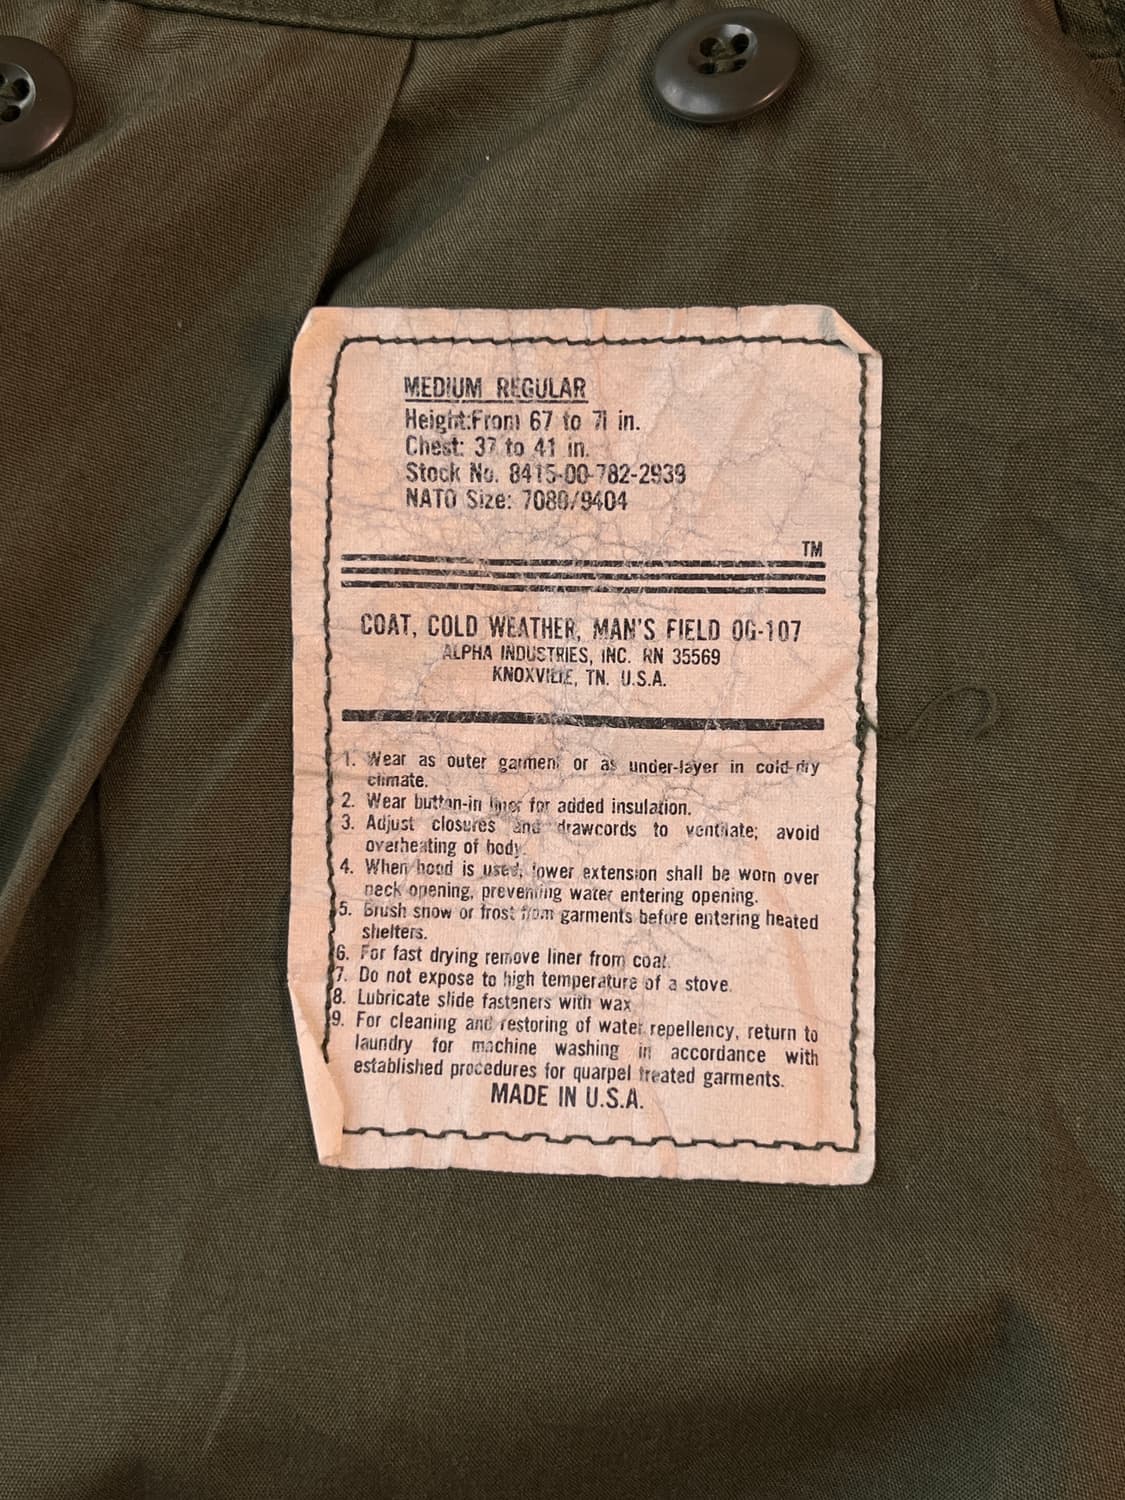 MEDIUM REGULAR
Height:From 67 to 71 in.
Chest: 37 to 41 in.
Stock No. 8415-00-782-2939
NATO Size: 7080/9404
TM
COAT, COLD WEATHER, MAN'S FIELD OG-107
ALPHA INDUSTRIES, INC. RN 35569
KNOXVILLE, TN. U.S.A.
1. Wear as outer garment or as under-layer in cold-dry
climate.
2. Wear button-in liner for added insulation.
3. Adjust closures and drawcords to ventilate; avoid
overheating of body.
4. When hood is used, lower extension shall be worn over
neck opening, preventing water entering opening.
5. Brush snow or frost from garments before entering heated
shelters.
6. For fast drying remove liner from coat.
7. Do not expose to high temperature of a stove.
8. Lubricate slide fasteners with wax
9. For cleaning and restoring of water repellency, return to
laundry for machine washing in accordance with
established procedures for quarpel treated garments.
MADE IN U.S.A.